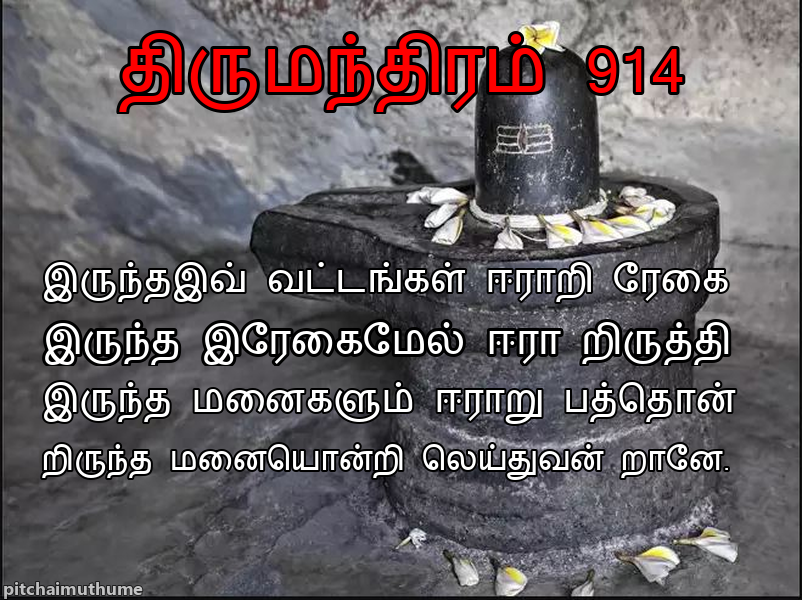 திருமந்திரம் 914
இருந்தஇவ் வட்டங்கள் ஈராறி ரேகை
இருந்த இரேகைமேல் ஈரா றிருத்தி
இருந்த மனைகளும் ஈராறு பத்தொன்
றிருந்த மனையொன்றி லெய்துவன் றானே.
pitchaimuthume